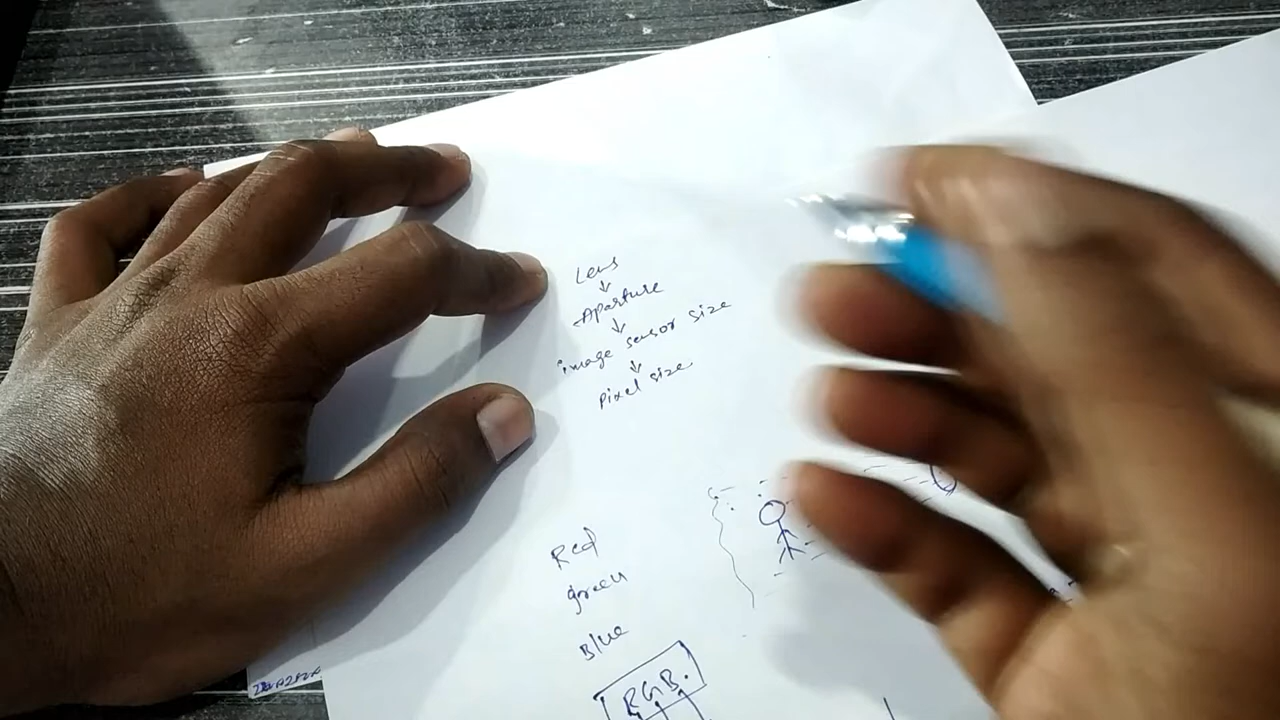 Lens
↓
Aparture
↓
image sensor size
↓
Pixel size
Red
green
Blue
RGB.